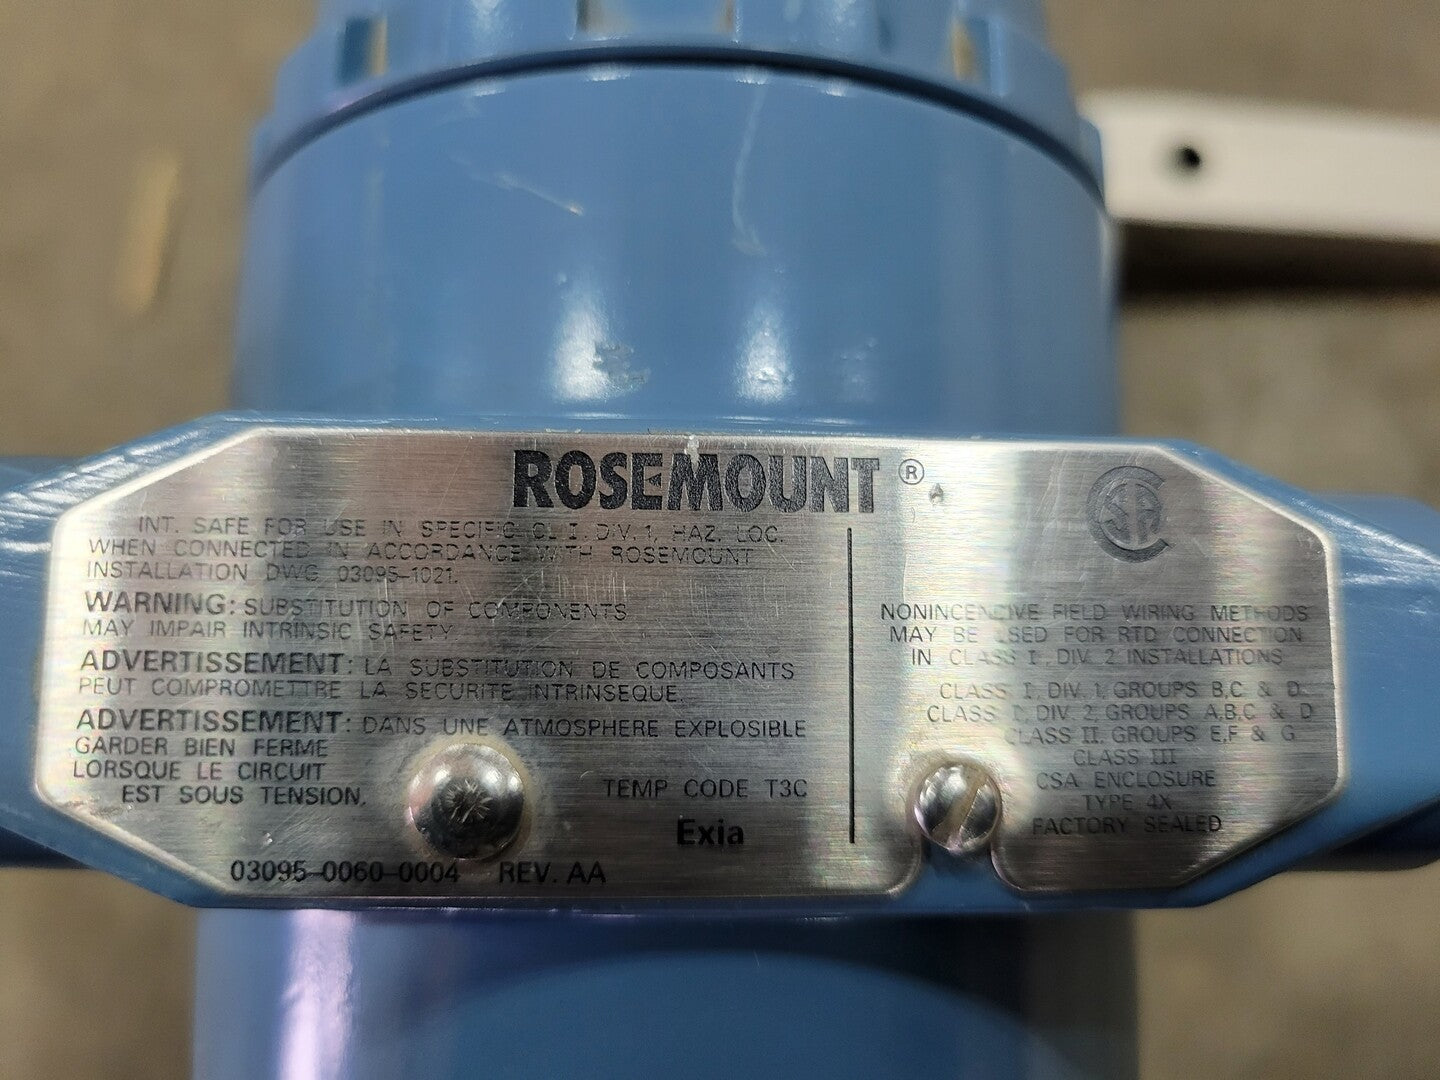 ROSEMOUNT®
INT. SAFE FOR USE IN SPECIFIC CL I. DIV. 1, HAZ. LOC.
WHEN CONNECTED IN ACCORDANCE WITH ROSEMOUNT
INSTALLATION DWG 03095-1021.
WARNING: SUBSTITUTION OF COMPONENTS
MAY IMPAIR INTRINSIC SAFETY
ADVERTISSEMENT: LA SUBSTITUTION DE COMPOSANTS
PEUT COMPROMETTRE LA SECURITE INTRINSEQUE.
ADVERTISSEMENT: DANS UNE ATMOSPHERE EXPLOSIBLE
GARDER BIEN FERME
LORSQUE LE CIRCUIT
EST SOUS TENSION.
TEMP CODE T3C
Exia
03095-0060-0004 REV. AA
CSA
NONINCENDIVE FIELD WIRING METHODS
MAY BE USED FOR RTD CONNECTION
IN CLASS I, DIV. 2 INSTALLATIONS
CLASS I, DIV. 1, GROUPS B,C & D
CLASS I, DIV. 2, GROUPS A,B,C & D
CLASS II, GROUPS E,F & G
CLASS III
CSA ENCLOSURE
TYPE 4X
FACTORY SEALED